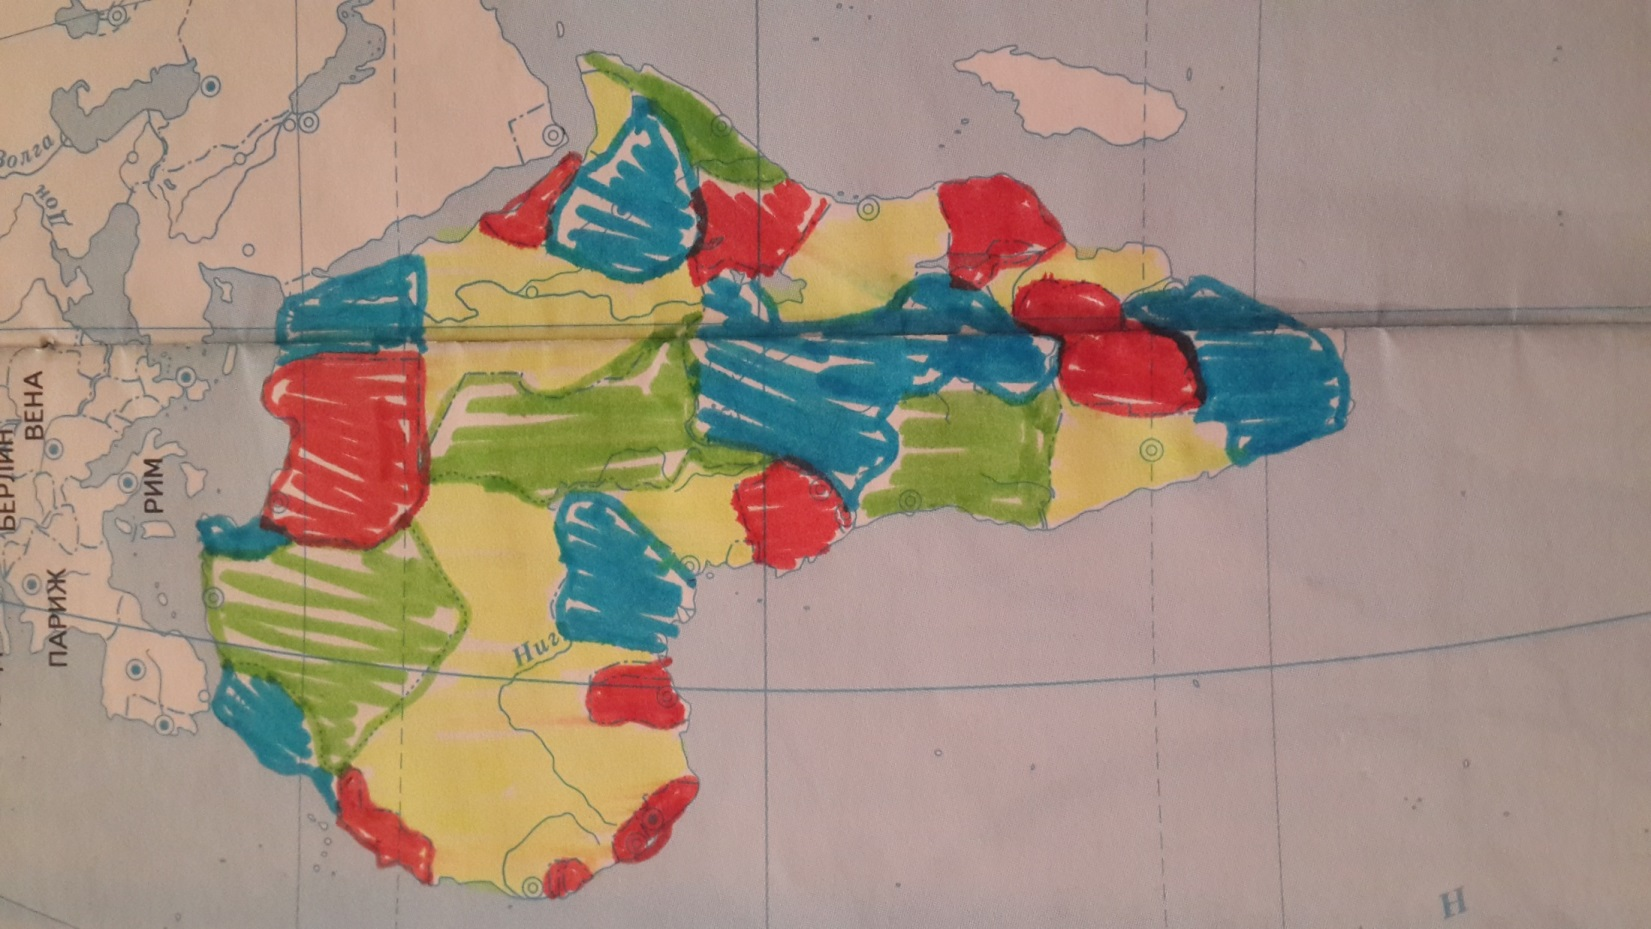 Волга
Дон
БЕРЛИН
ВЕНА
РИМ
ПАРИЖ
Ниг
Н